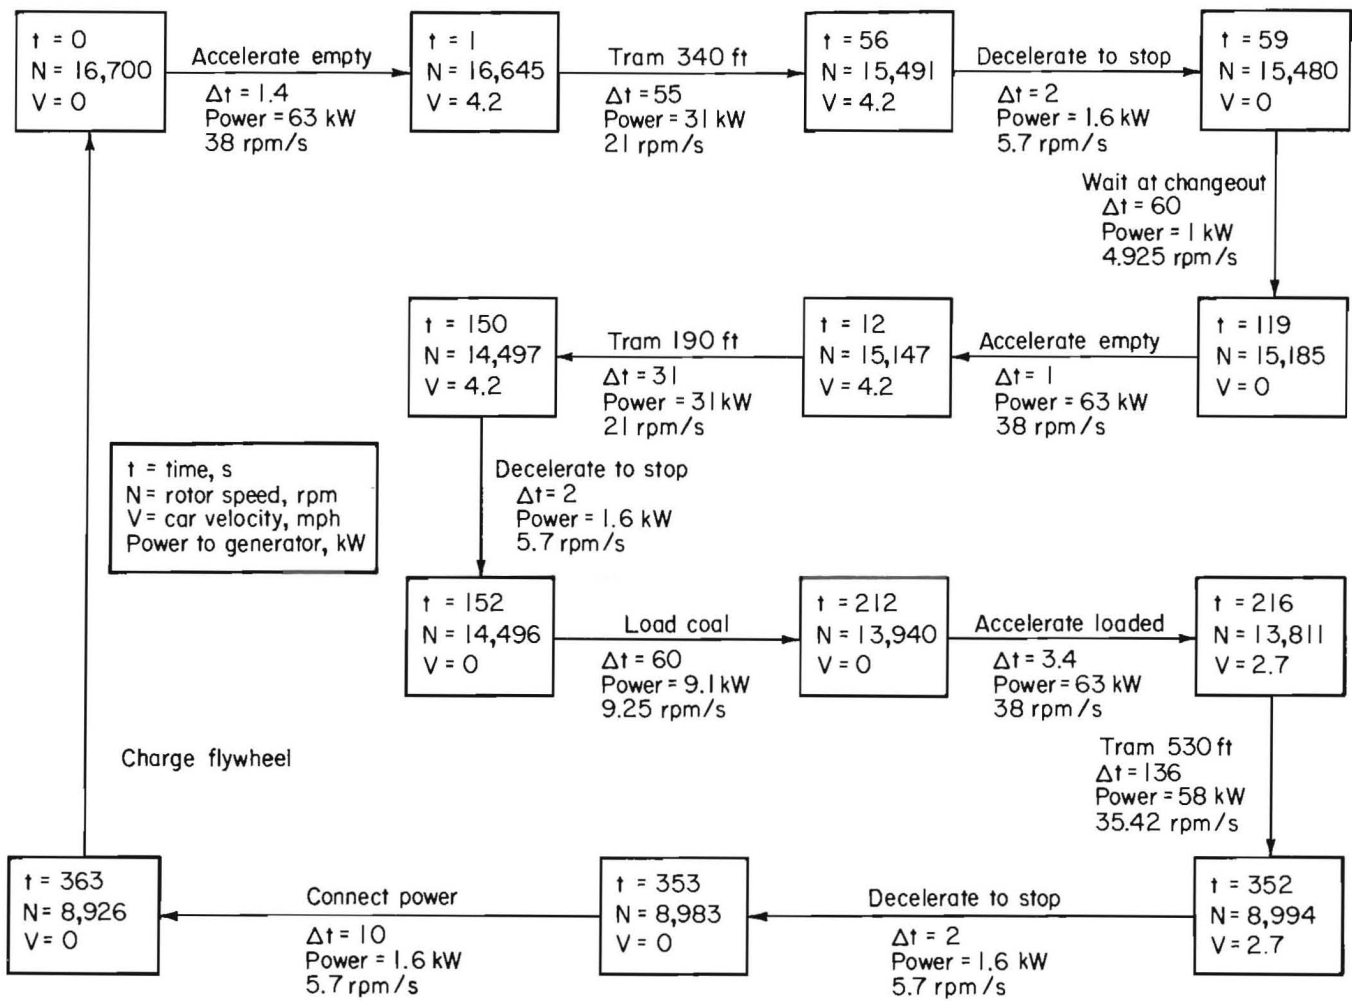 t = 0
N = 16,700
V = 0
Accelerate empty
Δt = 1.4
Power = 63 kW
38 rpm/s
t = 1
N = 16,645
V = 4.2
Tram 340 ft
Δt = 55
Power = 31 kW
21 rpm/s
t = 56
N = 15,491
V = 4.2
Decelerate to stop
Δt = 2
Power = 1.6 kW
5.7 rpm/s
t = 59
N = 15,480
V = 0
Wait at changeout
Δt = 60
Power = 1 kW
4.925 rpm/s
t = 119
N = 15,185
V = 0
Accelerate empty
Δt = 1
Power = 63 kW
38 rpm/s
t = 12
N = 15,147
V = 4.2
Tram 190 ft
Δt = 31
Power = 31 kW
21 rpm/s
t = 150
N = 14,497
V = 4.2
Decelerate to stop
Δt = 2
Power = 1.6 kW
5.7 rpm/s
t = time, s
N = rotor speed, rpm
V = car velocity, mph
Power to generator, kW
t = 152
N = 14,496
V = 0
Load coal
Δt = 60
Power = 9.1 kW
9.25 rpm/s
t = 212
N = 13,940
V = 0
Accelerate loaded
Δt = 3.4
Power = 63 kW
38 rpm/s
t = 216
N = 13,811
V = 2.7
Tram 530 ft
Δt = 136
Power = 58 kW
35.42 rpm/s
t = 352
N = 8,994
V = 2.7
Decelerate to stop
Δt = 2
Power = 1.6 kW
5.7 rpm/s
t = 353
N = 8,983
V = 0
Connect power
Δt = 10
Power = 1.6 kW
5.7 rpm/s
t = 363
N = 8,926
V = 0
Charge flywheel